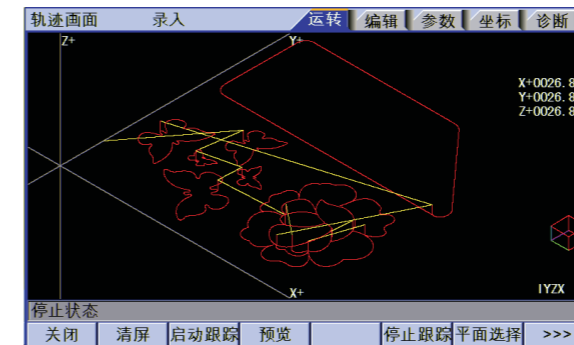 轨迹画面 录入 运转 编辑 参数 坐标 诊断
Z+ Y+
X+0026.8
Y+0026.8
Z+0026.8
X+ IYZX
停止状态
关闭 清屏 启动跟踪 预览 停止跟踪 平面选择 >>>